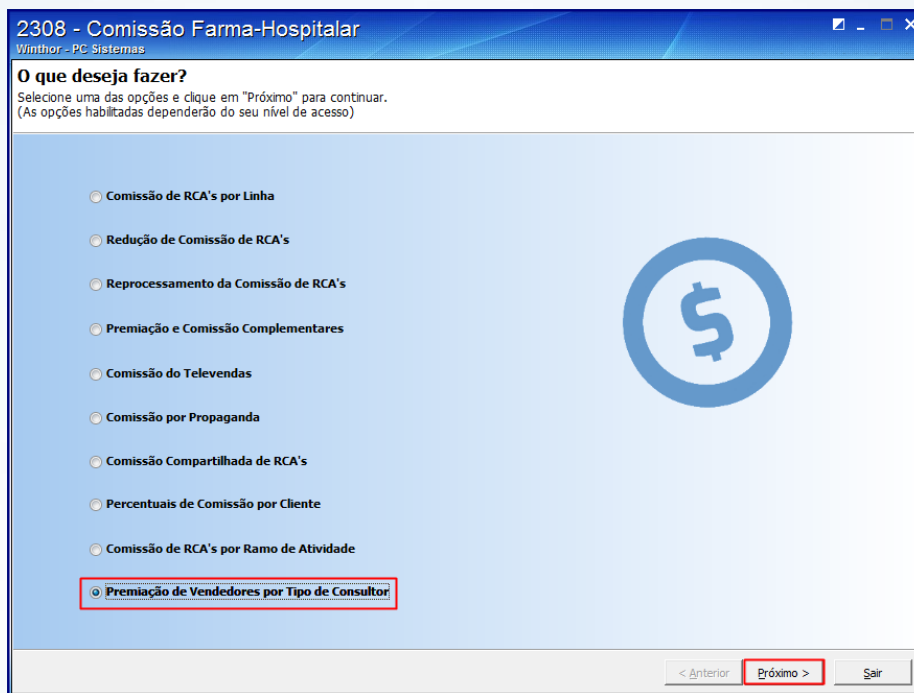 2308 - Comissão Farma-Hospitalar
Winthor - PC Sistemas
O que deseja fazer?
Selecione uma das opções e clique em "Próximo" para continuar.
(As opções habilitadas dependerão do seu nível de acesso)
Comissão de RCA's por Linha
Redução de Comissão de RCA's
Reprocessamento da Comissão de RCA's
Premiação e Comissão Complementares
Comissão do Televendas
Comissão por Propaganda
Comissão Compartilhada de RCA's
Percentuais de Comissão por Cliente
Comissão de RCA's por Ramo de Atividade
Premiação de Vendedores por Tipo de Consultor
$
< Anterior Próximo > Sair